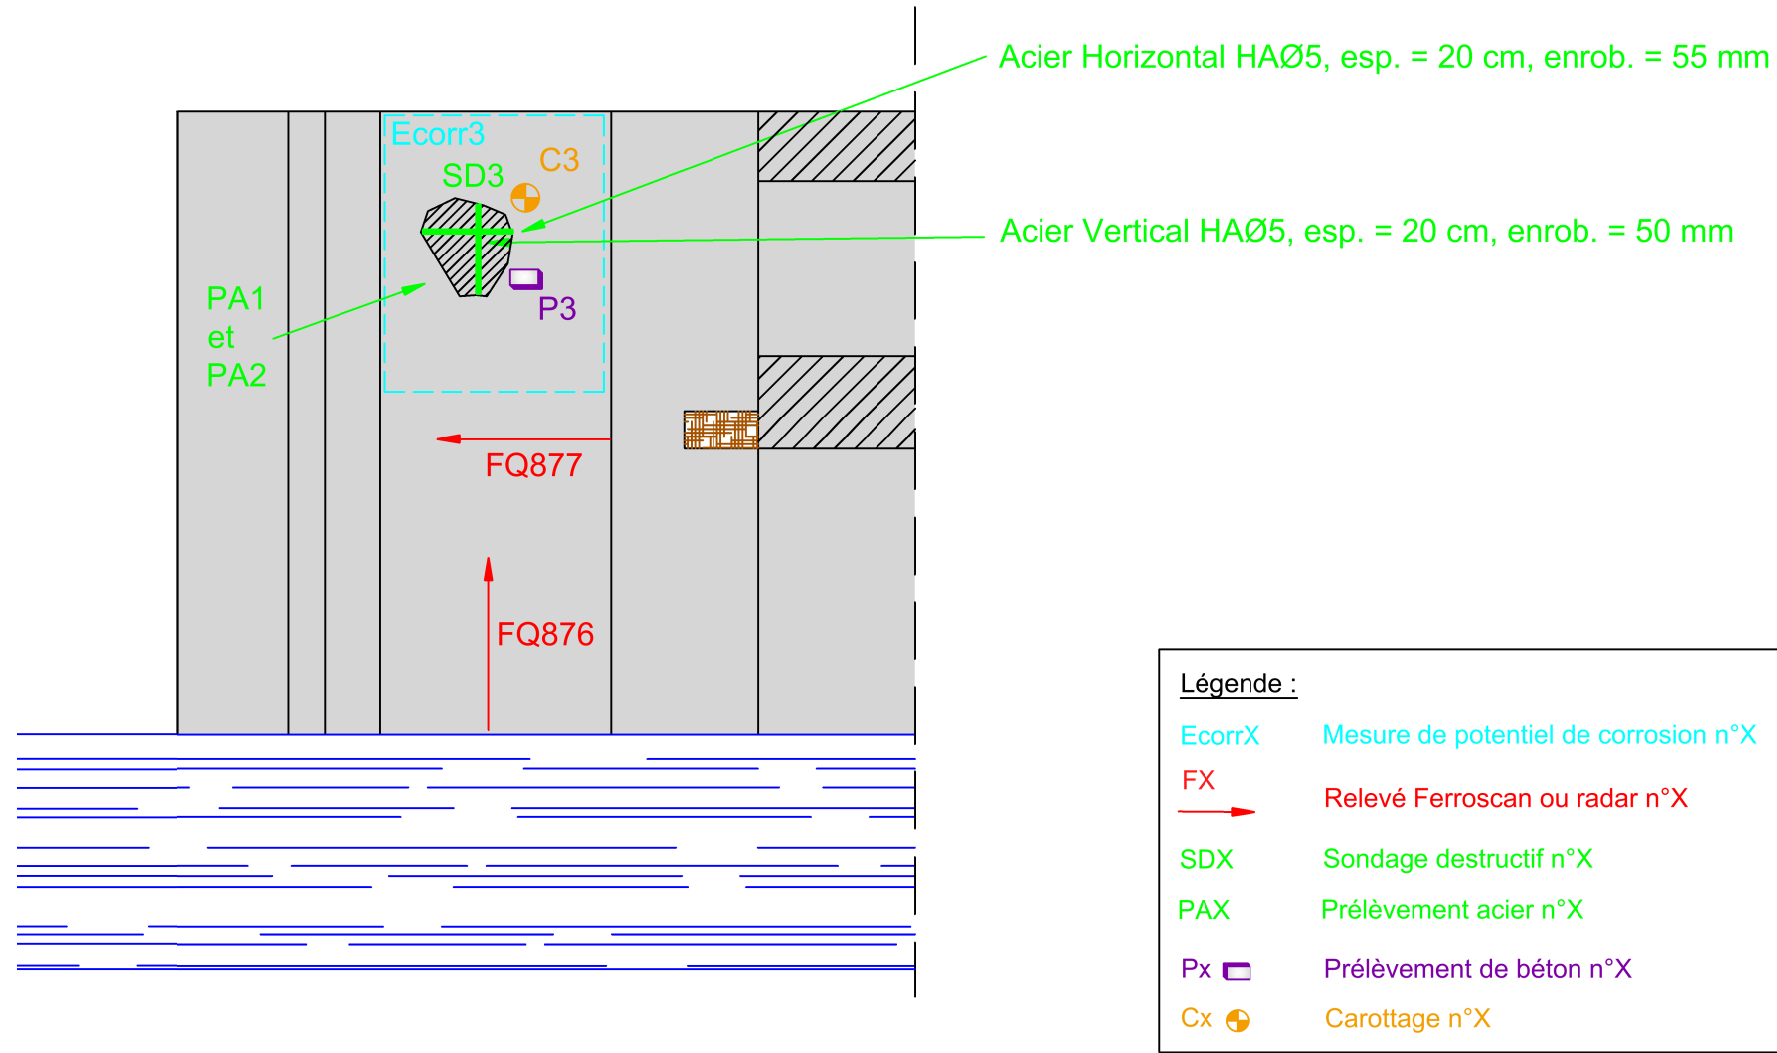 Acier Horizontal HAØ5, esp. = 20 cm, enrob. = 55 mm
Ecorr3
C3
SD3
Acier Vertical HAØ5, esp. = 20 cm, enrob. = 50 mm
PA1
et
PA2
P3
FQ877
FQ876
Légende :
EcorrX Mesure de potentiel de corrosion n°X
FX
Relevé Ferroscan ou radar n°X
SDX Sondage destructif n°X
PAX Prélèvement acier n°X
Px Prélèvement de béton n°X
Cx Carottage n°X